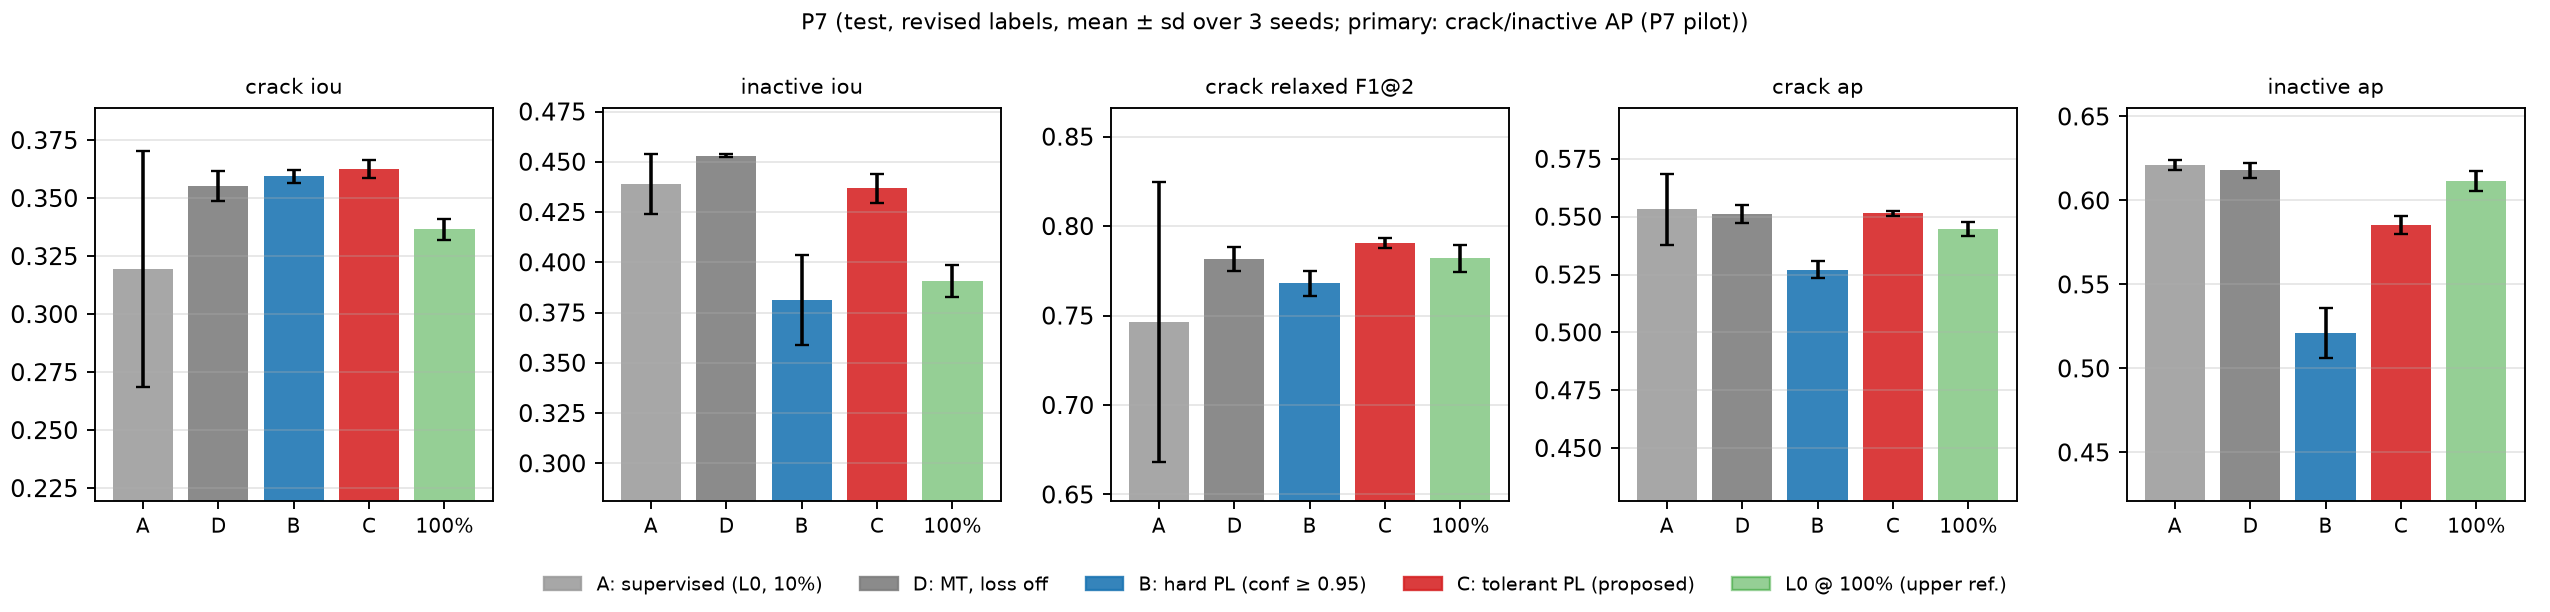 P7 (test, revised labels, mean ± sd over 3 seeds; primary: crack/inactive AP (P7 pilot))
crack iou
0.375
0.350
0.325
0.300
0.275
0.250
0.225
A D B C 100%
inactive iou
0.475
0.450
0.425
0.400
0.375
0.350
0.325
0.300
A D B C 100%
crack relaxed F1@2
0.85
0.80
0.75
0.70
0.65
A D B C 100%
crack ap
0.575
0.550
0.525
0.500
0.475
0.450
A D B C 100%
inactive ap
0.65
0.60
0.55
0.50
0.45
A D B C 100%
A: supervised (L0, 10%) D: MT, loss off B: hard PL (conf ≥ 0.95) C: tolerant PL (proposed) L0 @ 100% (upper ref.)